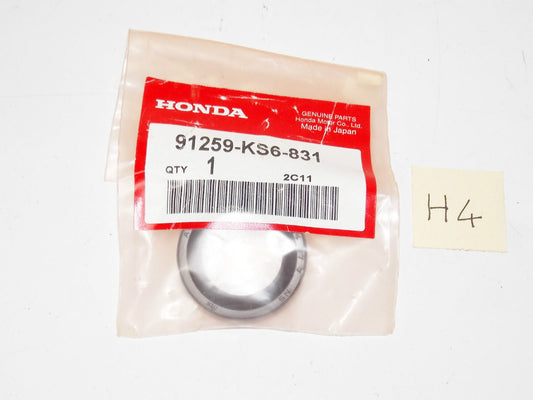 HONDA
GENUINE PARTS
Honda Motor Co., Ltd.
Made in Japan
91259-KS6-831
QTY 1
2C11
H4